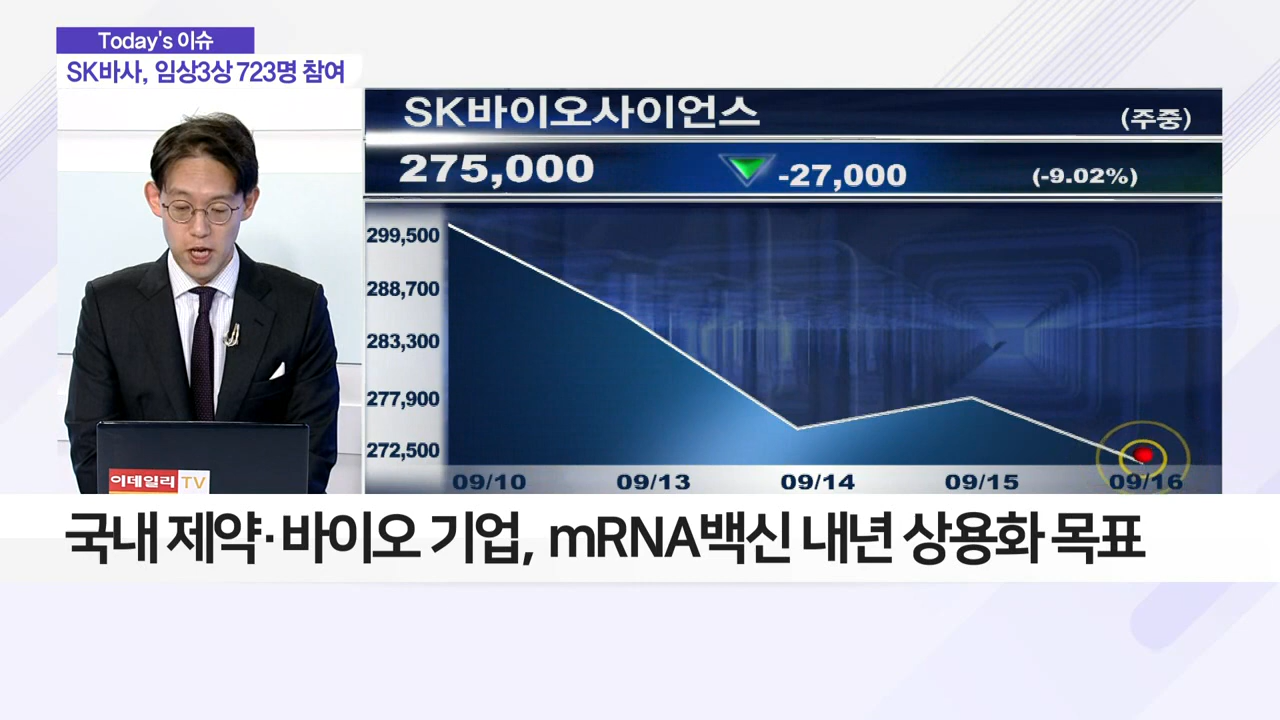 Today's 이슈
SK바사, 임상3상 723명 참여
SK바이오사이언스 (주중)
275,000 -27,000 (-9.02%)
299,500
288,700
283,300
277,900
272,500
09/10 09/13 09/14 09/15 09/16
이데일리 TV
국내 제약·바이오 기업, mRNA백신 내년 상용화 목표